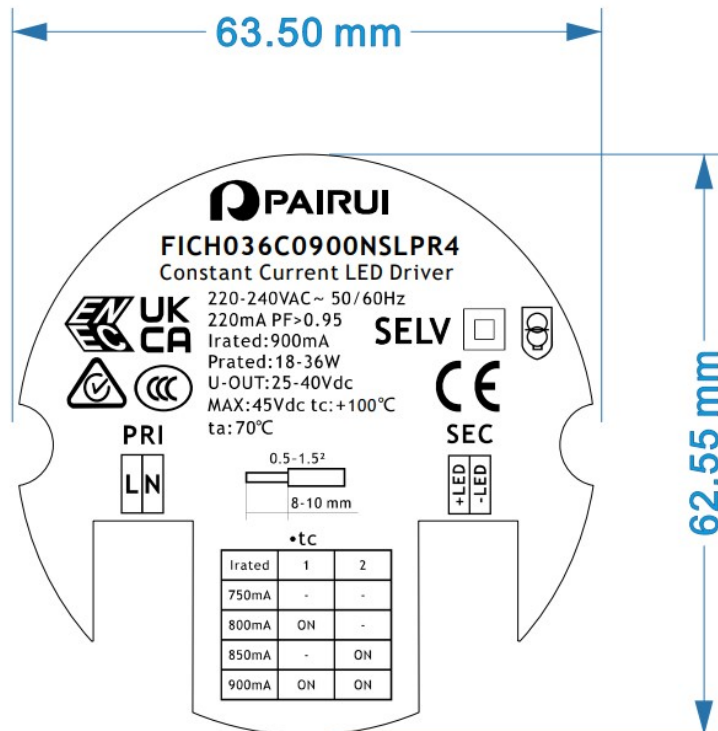 63.50 mm
PAIRUI
FICH036C0900NSLPR4
Constant Current LED Driver
220-240VAC~ 50/60Hz
220mA PF>0.95
Irated:900mA
Prated:18-36W
U-OUT:25-40Vdc
MAX:45Vdc tc:+100℃
ta:70℃
EN
EC
UK
CA
CCC
SELV
CE
PRI
L N
SEC
+LED
-LED
0.5-1.5²
8-10 mm
•tc
Irated 1 2
750mA - -
800mA ON -
850mA - ON
900mA ON ON
62.55 mm